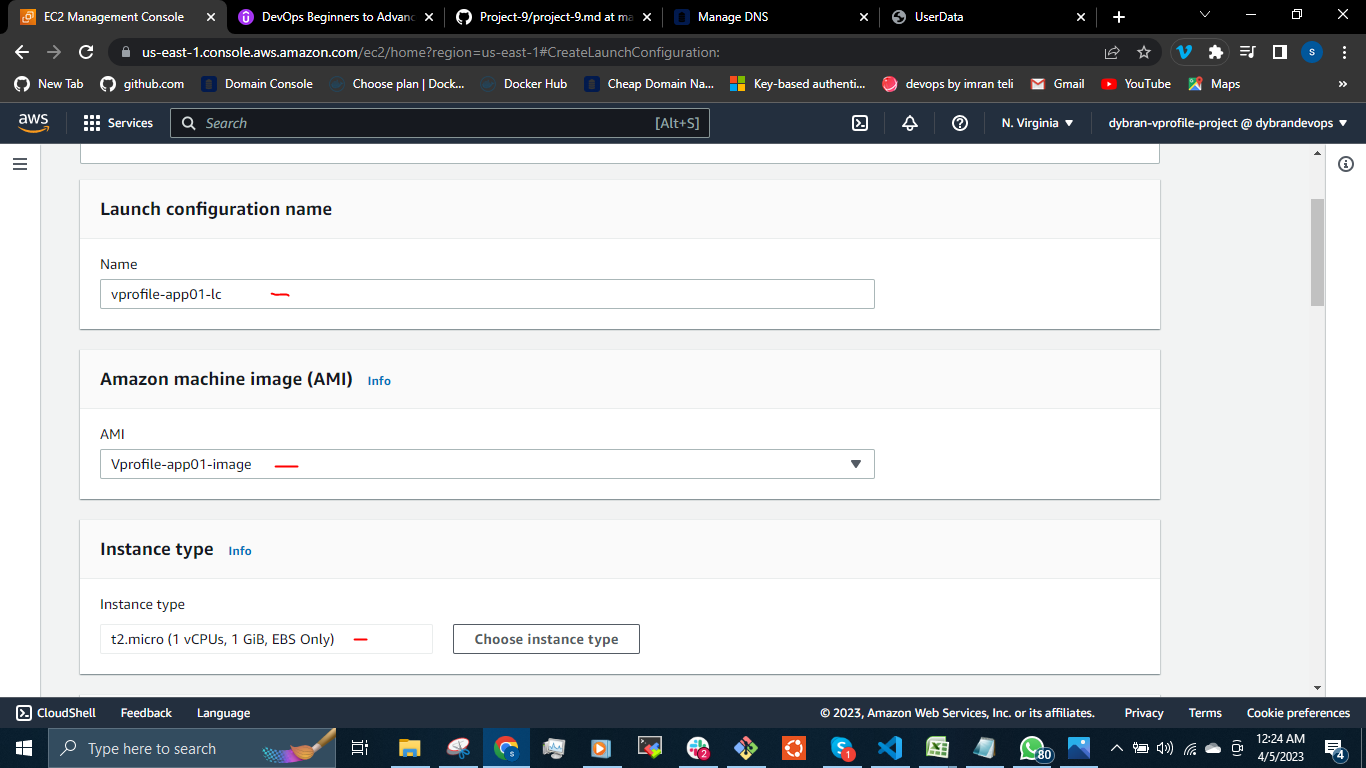 EC2 Management Console
DevOps Beginners to Advanc
Project-9/project-9.md at ma
Manage DNS
UserData
us-east-1.console.aws.amazon.com/ec2/home?region=us-east-1#CreateLaunchConfiguration:
S
New Tab
github.com
Domain Console
Choose plan | Dock...
Docker Hub
Cheap Domain Na...
Key-based authenti...
devops by imran teli
Gmail
YouTube
Maps
»
aws
Services
Search
[Alt+S]
N. Virginia
dybran-vprofile-project @ dybrandevops
Launch configuration name
Name
vprofile-app01-lc
Amazon machine image (AMI) Info
AMI
Vprofile-app01-image
Instance type Info
Instance type
t2.micro (1 vCPUs, 1 GiB, EBS Only)
Choose instance type
CloudShell
Feedback
Language
© 2023, Amazon Web Services, Inc. or its affiliates.
Privacy
Terms
Cookie preferences
Type here to search
2
1
80
12:24 AM
4/5/2023
4